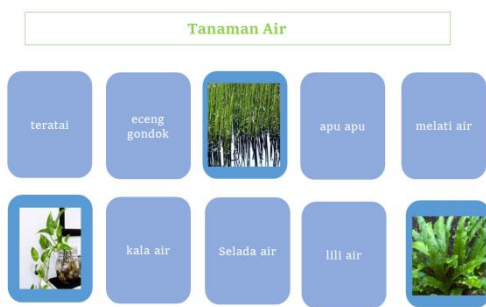 Tanaman Air
teratai
eceng
gondok
apu apu
melati air
kala air
Selada air
lili air